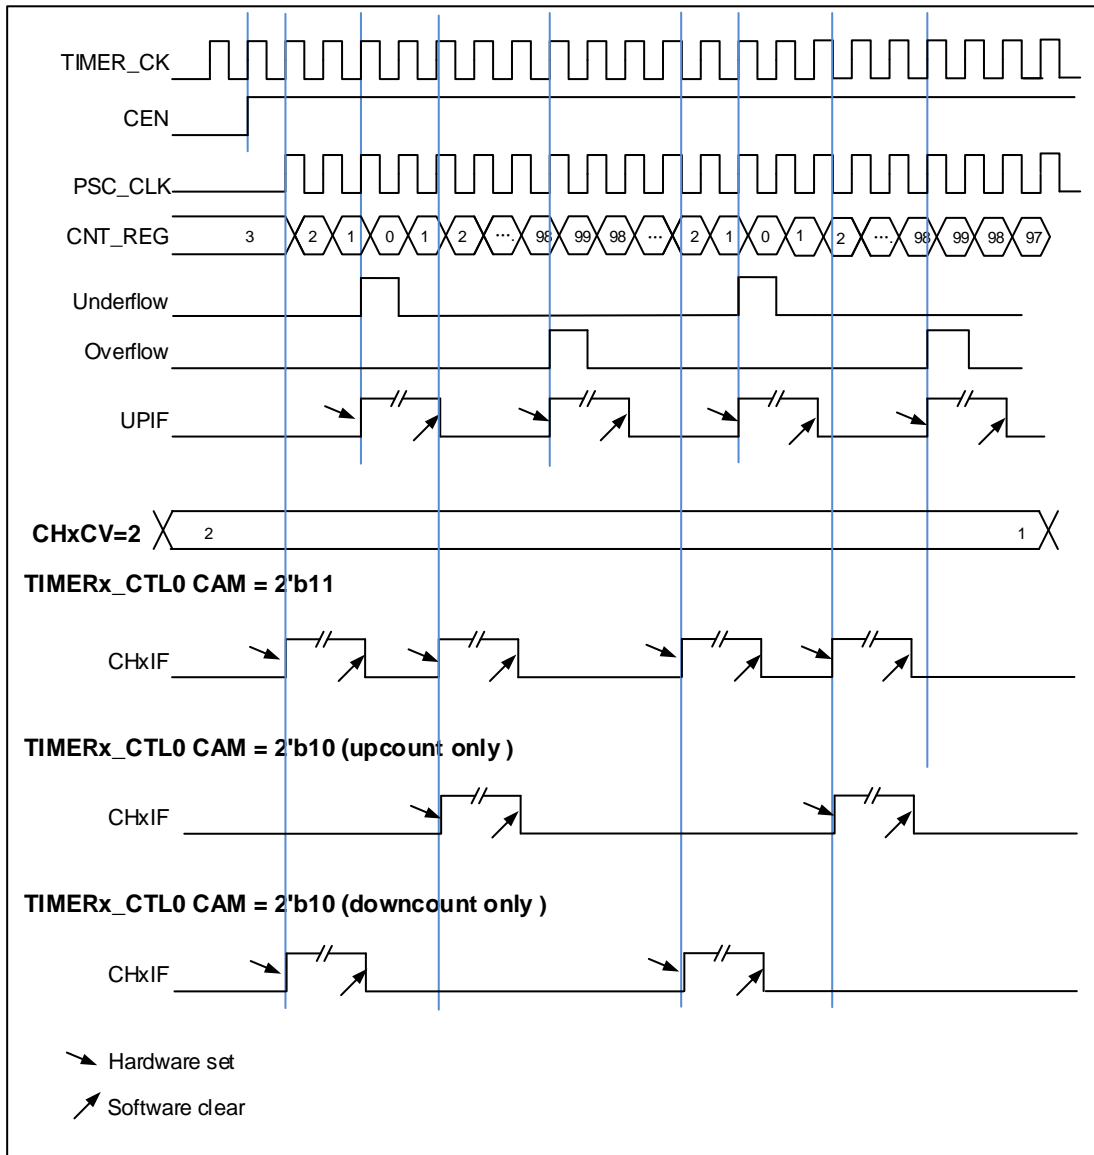 TIMER_CK
CEN
PSC_CLK
CNT_REG 3 2 1 0 1 2 .... 98 99 98 ... 2 1 0 1 2 .... 98 99 98 97
Underflow
Overflow
UPIF
CHxCV=2 2 1
TIMERx_CTL0 CAM = 2'b11
CHxIF
TIMERx_CTL0 CAM = 2'b10 (upcount only )
CHxIF
TIMERx_CTL0 CAM = 2'b10 (downcount only )
CHxIF
Hardware set
Software clear